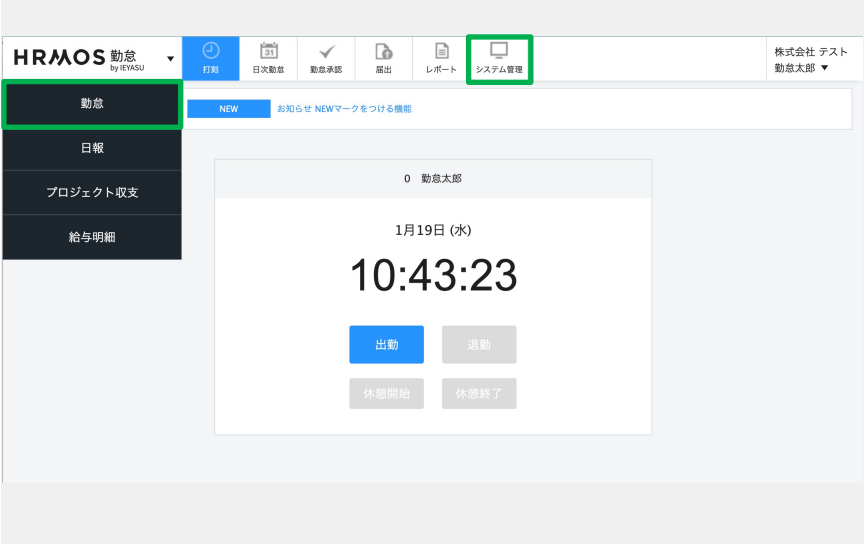 HRMOS 勤怠 ▼
by IEYASU
打刻
31
日次勤怠
勤怠承認
届出
レポート
システム管理
株式会社 テスト
勤怠太郎 ▼
勤怠
日報
プロジェクト収支
給与明細
NEW お知らせ NEWマークをつける機能
0 勤怠太郎
1月19日 (水)
10:43:23
出勤 退勤
休憩開始 休憩終了